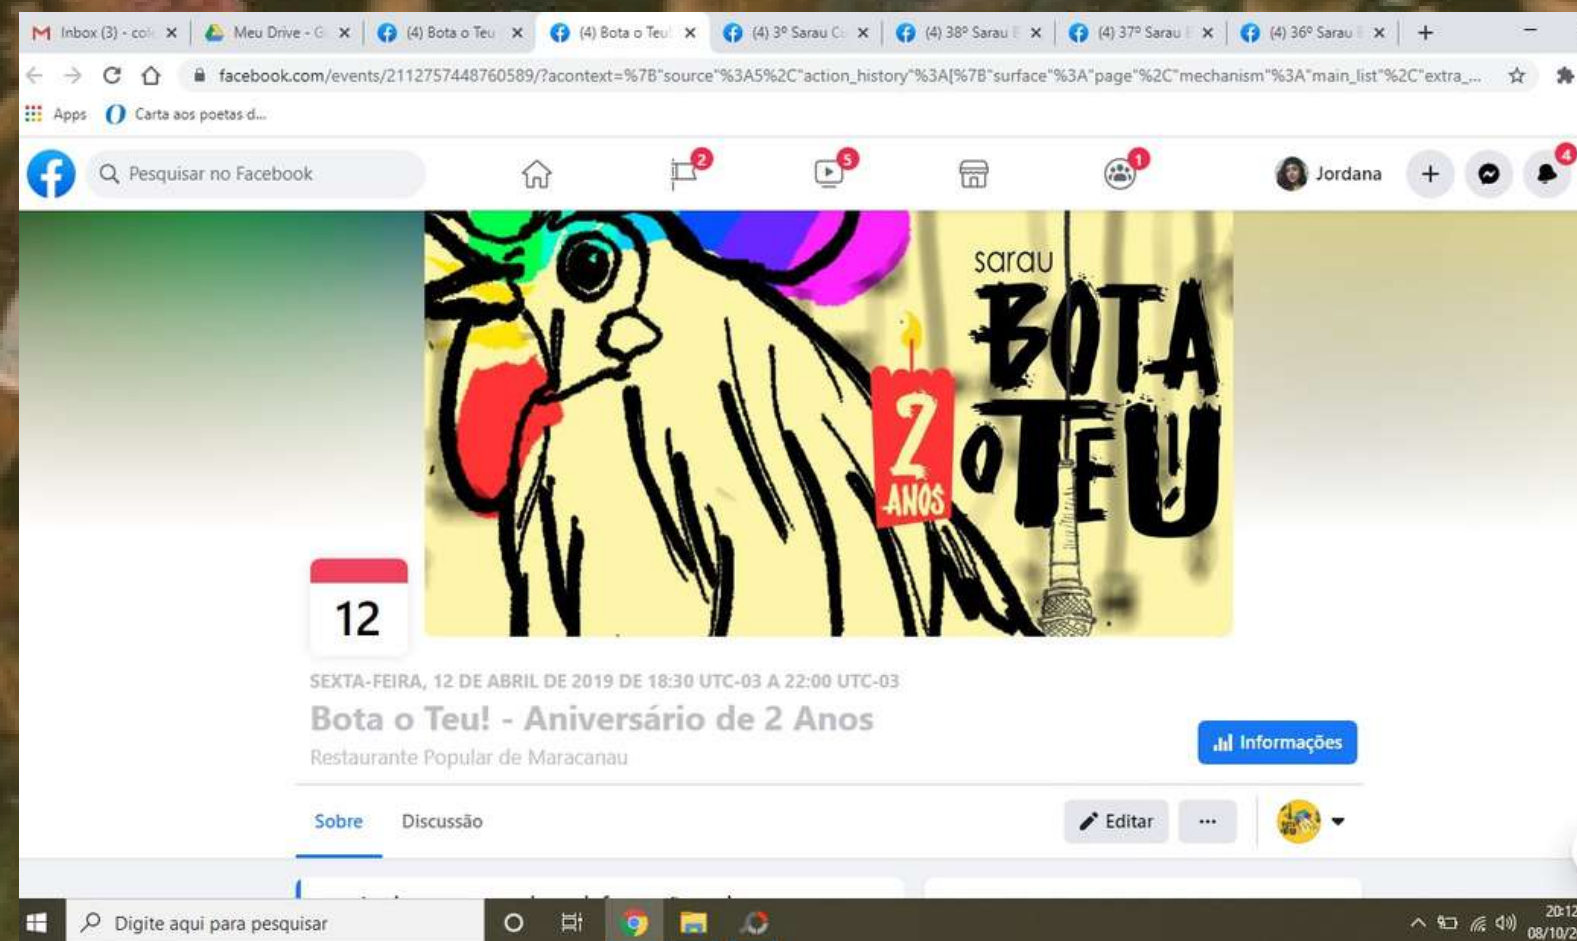 Inbox (3) - col
Meu Drive - G
(4) Bota o Teu
(4) Bota o Teu!
(4) 3º Sarau C
(4) 38º Sarau
(4) 37º Sarau
(4) 36º Sarau
facebook.com/events/2112757448760589/?acontext=%7B"source"%3A5%2C"action_history"%3A[%7B"surface"%3A"page"%2C"mechanism"%3A"main_list"%2C"extra_...
Apps
Carta aos poetas d...
Pesquisar no Facebook
2
5
1
Jordana
4
sarau
BOTA
O TEU!
2
ANOS
12
SEXTA-FEIRA, 12 DE ABRIL DE 2019 DE 18:30 UTC-03 A 22:00 UTC-03
Bota o Teu! - Aniversário de 2 Anos
Restaurante Popular de Maracanau
Informações
Sobre
Discussão
Editar
...
Digite aqui para pesquisar
20:12
08/10/2